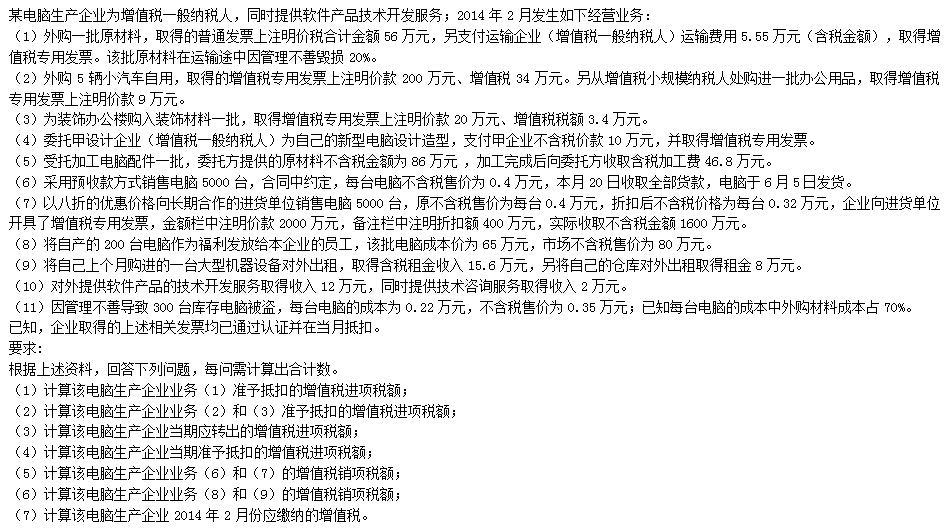 某电脑生产企业为增值税一般纳税人，同时提供软件产品技术开发服务；2014 年 2 月发生如下经营业务：
（1）外购一批原材料，取得的普通发票上注明价税合计金额 56 万元，另支付运输企业（增值税一般纳税人）运输费用 5.55 万元（含税金额），取得增
值税专用发票。该批原材料在运输途中因管理不善毁损 20%。
（2）外购 5 辆小汽车自用，取得的增值税专用发票上注明价款 200 万元、增值税 34 万元。另从增值税小规模纳税人处购进一批办公用品，取得增值税
专用发票上注明价款 9 万元。
（3）为装饰办公楼购入装饰材料一批，取得增值税专用发票上注明价款 20 万元、增值税税额 3.4 万元。
（4）委托甲设计企业（增值税一般纳税人）为自己的新型电脑设计造型，支付甲企业不含税价款 10 万元，并取得增值税专用发票。
（5）受托加工电脑配件一批，委托方提供的原材料不含税金额为 86 万元 ，加工完成后向委托方收取含税加工费 46.8 万元。
（6）采用预收款方式销售电脑 5000 台，合同中约定，每台电脑不含税售价为 0.4 万元，本月 20 日收取全部货款，电脑于 6 月 5 日发货。
（7）以八折的优惠价格向长期合作的进货单位销售电脑 5000 台，原不含税售价为每台 0.4 万元，折扣后不含税价格为每台 0.32 万元，企业向进货单位
开具了增值税专用发票，金额栏中注明价款 2000 万元，备注栏中注明折扣额 400 万元，实际收取不含税金额 1600 万元。
（8）将自产的 200 台电脑作为福利发放给本企业的员工，该批电脑成本价为 65 万元，市场不含税售价为 80 万元。
（9）将自己上个月购进的一台大型机器设备对外出租，取得含税租金收入 15.6 万元，另将自己的仓库对外出租取得租金 8 万元。
（10）对外提供软件产品的技术开发服务取得收入 12 万元，同时提供技术咨询服务取得收入 2 万元。
（11）因管理不善导致 300 台库存电脑被盗，每台电脑的成本为 0.22 万元，不含税售价为 0.35 万元；已知每台电脑的成本中外购材料成本占 70%。
已知，企业取得的上述相关发票均已通过认证并在当月抵扣。
要求：
根据上述资料，回答下列问题，每问需计算出合计数。
（1）计算该电脑生产企业业务（1）准予抵扣的增值税进项税额；
（2）计算该电脑生产企业业务（2）和（3）准予抵扣的增值税进项税额；
（3）计算该电脑生产企业当期应转出的增值税进项税额；
（4）计算该电脑生产企业当期准予抵扣的增值税进项税额；
（5）计算该电脑生产企业业务（6）和（7）的增值税销项税额；
（6）计算该电脑生产企业业务（8）和（9）的增值税销项税额；
（7）计算该电脑生产企业 2014 年 2 月份应缴纳的增值税。